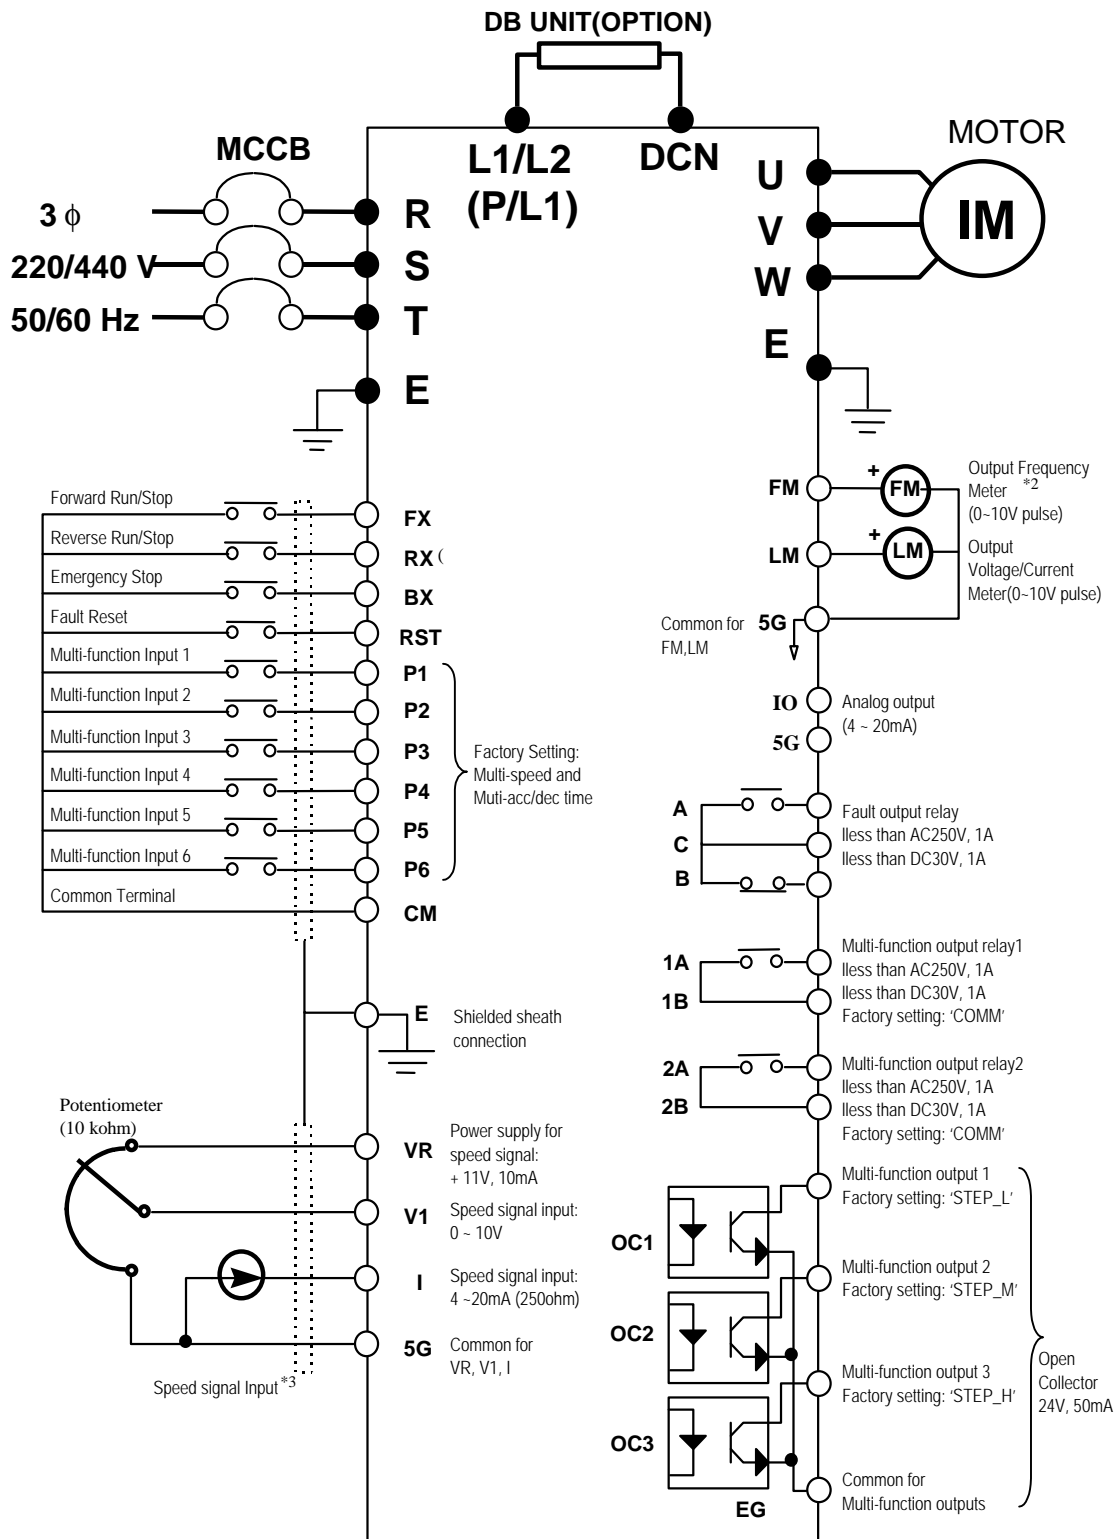 DB UNIT(OPTION)
MCCB
L1/L2
(P/L1)
DCN
MOTOR
3 ϕ
220/440 V
50/60 Hz
R
S
T
E
U
V
W
E
IM
Forward Run/Stop
FX
Reverse Run/Stop
RX (
Emergency Stop
BX
Fault Reset
RST
Multi-function Input 1
P1
Multi-function Input 2
P2
Multi-function Input 3
P3
Multi-function Input 4
P4
Multi-function Input 5
P5
Multi-function Input 6
P6
Common Terminal
CM
Factory Setting:
Multi-speed and
Muti-acc/dec time
E
Shielded sheath
connection
Potentiometer
(10 kohm)
VR
Power supply for
speed signal:
+ 11V, 10mA
V1
Speed signal input:
0 ~ 10V
I
Speed signal input:
4 ~20mA (250ohm)
5G
Common for
VR, V1, I
Speed signal Input*3
FM
+
FM
Output Frequency
Meter *2
(0~10V pulse)
LM
+
LM
Output
Voltage/Current
Meter(0~10V pulse)
Common for
FM,LM
5G
IO
Analog output
(4 ~ 20mA)
5G
A
C
B
Fault output relay
lless than AC250V, 1A
lless than DC30V, 1A
1A
1B
Multi-function output relay1
lless than AC250V, 1A
lless than DC30V, 1A
Factory setting: 'COMM'
2A
2B
Multi-function output relay2
lless than AC250V, 1A
lless than DC30V, 1A
Factory setting: 'COMM'
OC1
Multi-function output 1
Factory setting: 'STEP_L'
OC2
Multi-function output 2
Factory setting: 'STEP_M'
OC3
Multi-function output 3
Factory setting: 'STEP_H'
EG
Common for
Multi-function outputs
Open
Collector
24V, 50mA